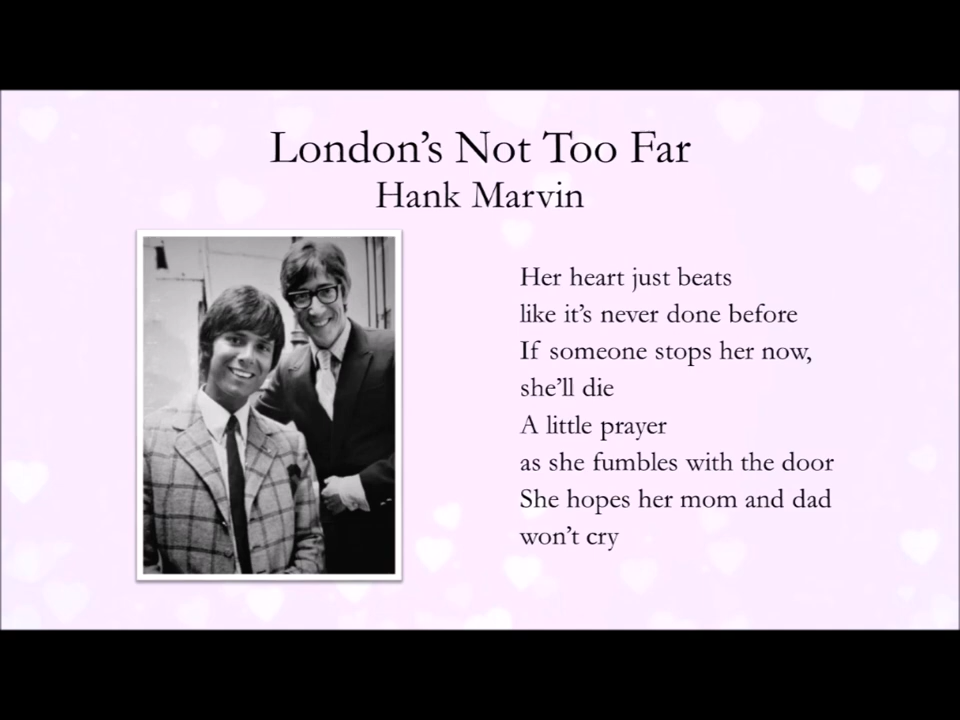 London’s Not Too Far
Hank Marvin
Her heart just beats
like it’s never done before
If someone stops her now,
she’ll die
A little prayer
as she fumbles with the door
She hopes her mom and dad
won’t cry